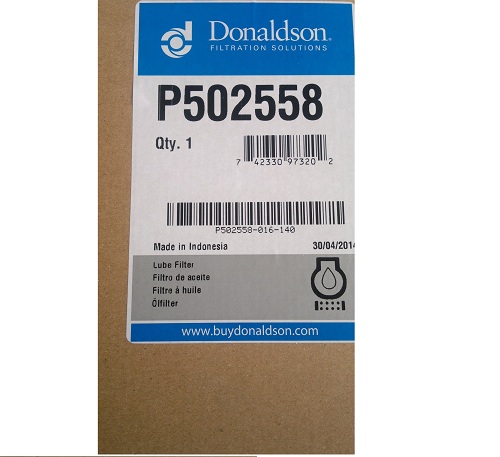 Donaldson.
FILTRATION SOLUTIONS
P502558
Qty. 1
7 42330 97320 2
P502558-016-140
Made in Indonesia 30/04/2014
Lube Filter
Filtro de aceite
Filtre à huile
Ölfilter
www.buydonaldson.com